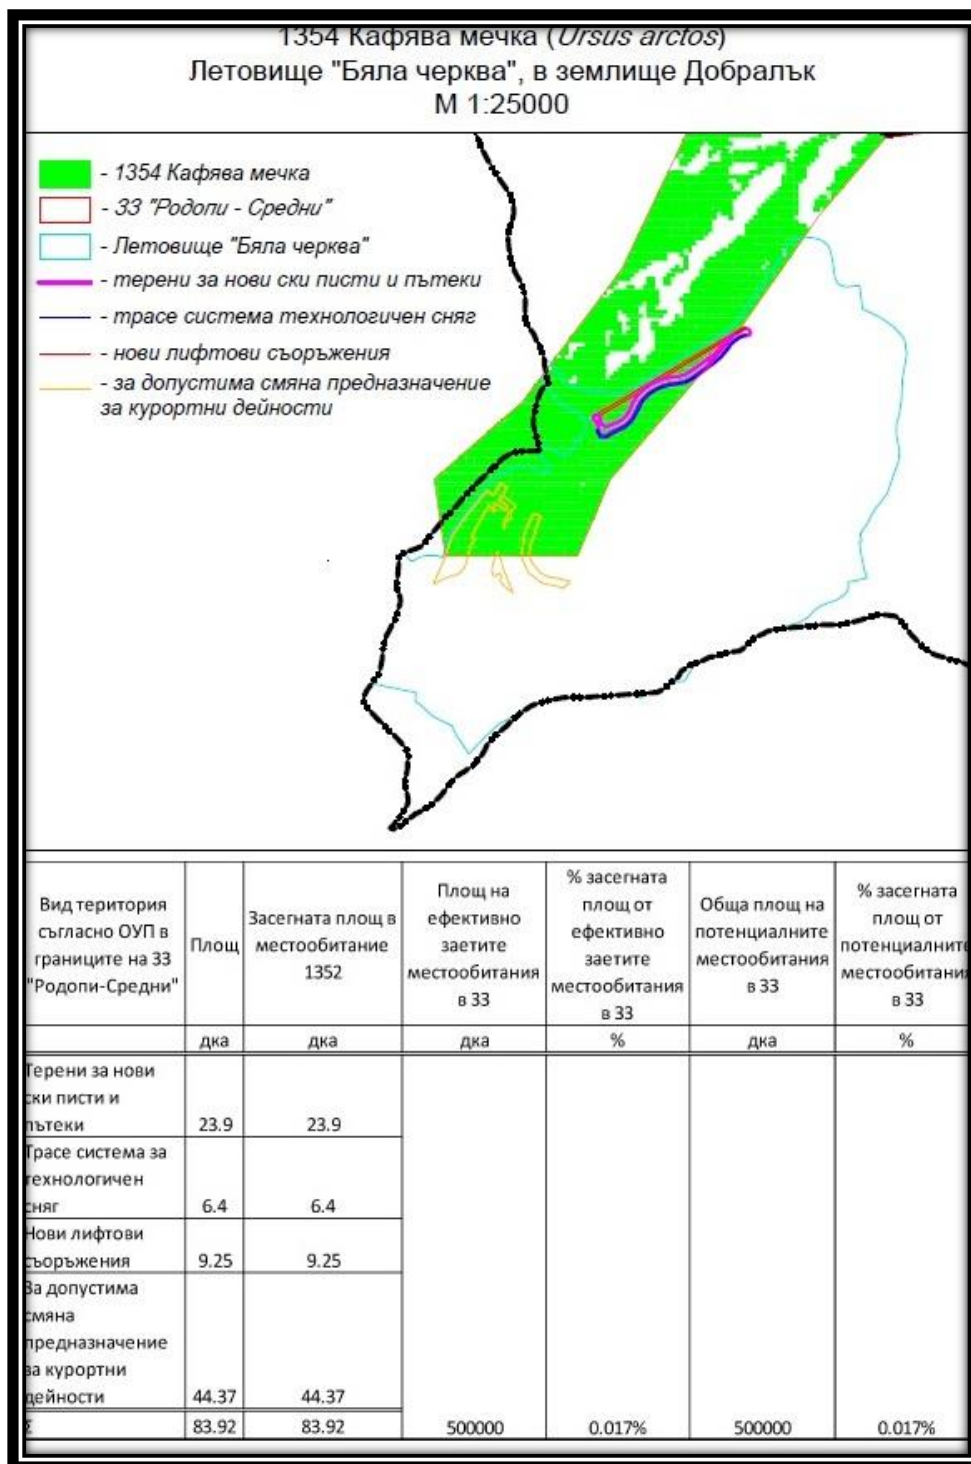 1354 Кафява мечка (Ursus arctos)
Летовище "Бяла черква", в землище Добралък
М 1:25000
- 1354 Кафява мечка
- 33 "Родопи - Средни"
- Летовище "Бяла черква"
- терени за нови ски писти и пътеки
- трасе система технологичен сняг
- нови лифтови съоръжения
- за допустима смяна предназначение
за курортни дейности
Вид територия
съгласно ОУП в
границите на 33
"Родопи-Средни"
Площ
Засегната площ в
местообитание
1352
Площ на
ефективно
заетите
местообитания
в 33
% засегната
площ от
ефективно
заетите
местообитания
в 33
Обща площ на
потенциалните
местообитания
в 33
% засегната
площ от
потенциалните
местообитания
в 33
дка дка дка % дка %
Терени за нови
ски писти и
пътеки 23.9 23.9
Трасе система за
технологичен
сняг 6.4 6.4
Нови лифтови
съоръжения 9.25 9.25
За допустима
смяна
предназначение
за курортни
дейности 44.37 44.37
Σ 83.92 83.92 500000 0.017% 500000 0.017%